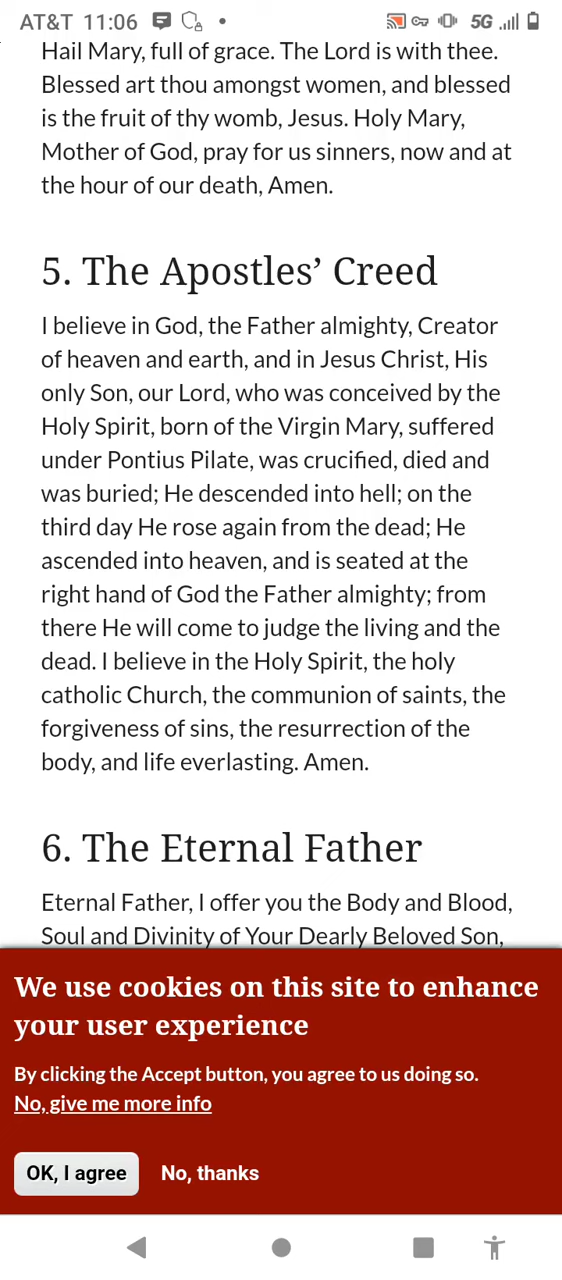 AT&T 11:06 5G
Hail Mary, full of grace. The Lord is with thee.
Blessed art thou amongst women, and blessed
is the fruit of thy womb, Jesus. Holy Mary,
Mother of God, pray for us sinners, now and at
the hour of our death, Amen.
5. The Apostles’ Creed
I believe in God, the Father almighty, Creator
of heaven and earth, and in Jesus Christ, His
only Son, our Lord, who was conceived by the
Holy Spirit, born of the Virgin Mary, suffered
under Pontius Pilate, was crucified, died and
was buried; He descended into hell; on the
third day He rose again from the dead; He
ascended into heaven, and is seated at the
right hand of God the Father almighty; from
there He will come to judge the living and the
dead. I believe in the Holy Spirit, the holy
catholic Church, the communion of saints, the
forgiveness of sins, the resurrection of the
body, and life everlasting. Amen.
6. The Eternal Father
Eternal Father, I offer you the Body and Blood,
Soul and Divinity of Your Dearly Beloved Son,
We use cookies on this site to enhance
your user experience
By clicking the Accept button, you agree to us doing so.
No, give me more info
OK, I agree No, thanks